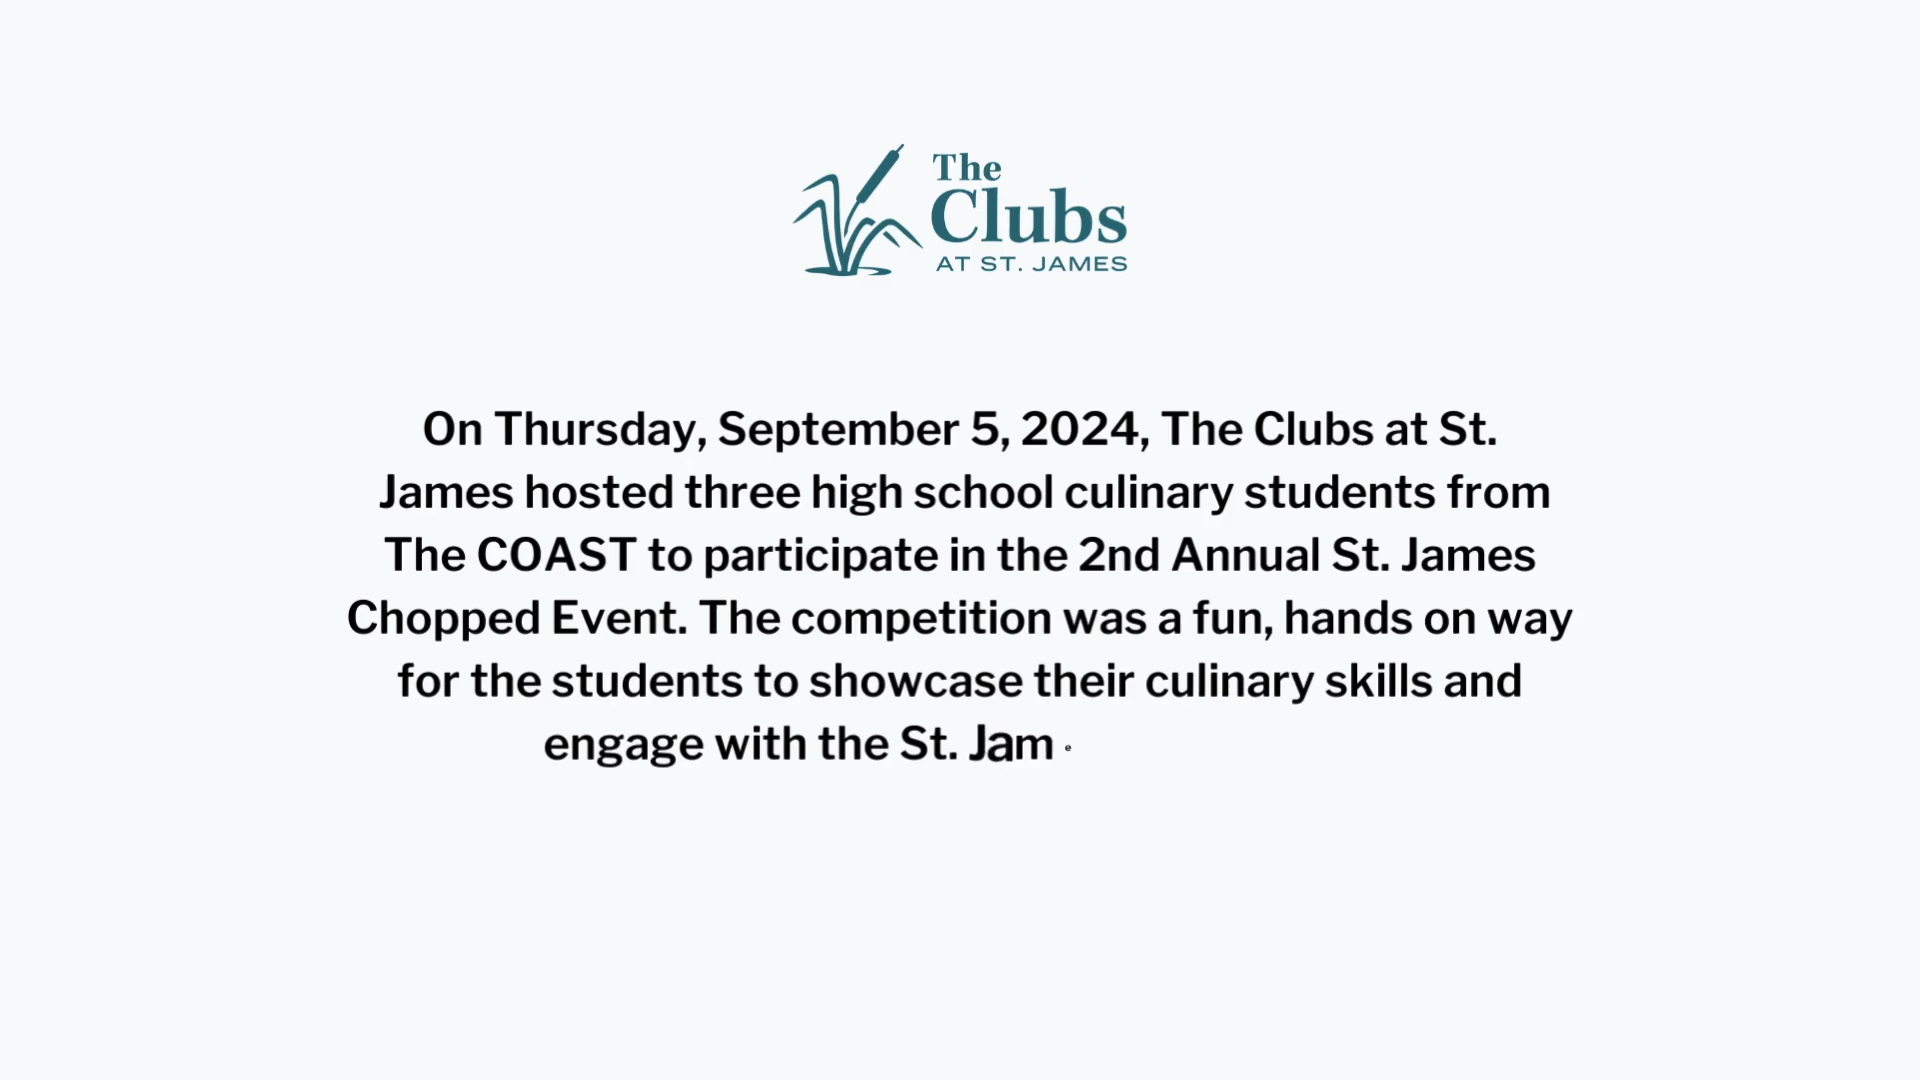 The
Clubs
AT ST. JAMES
On Thursday, September 5, 2024, The Clubs at St.
James hosted three high school culinary students from
The COAST to participate in the 2nd Annual St. James
Chopped Event. The competition was a fun, hands on way
for the students to showcase their culinary skills and
engage with the St. Jame